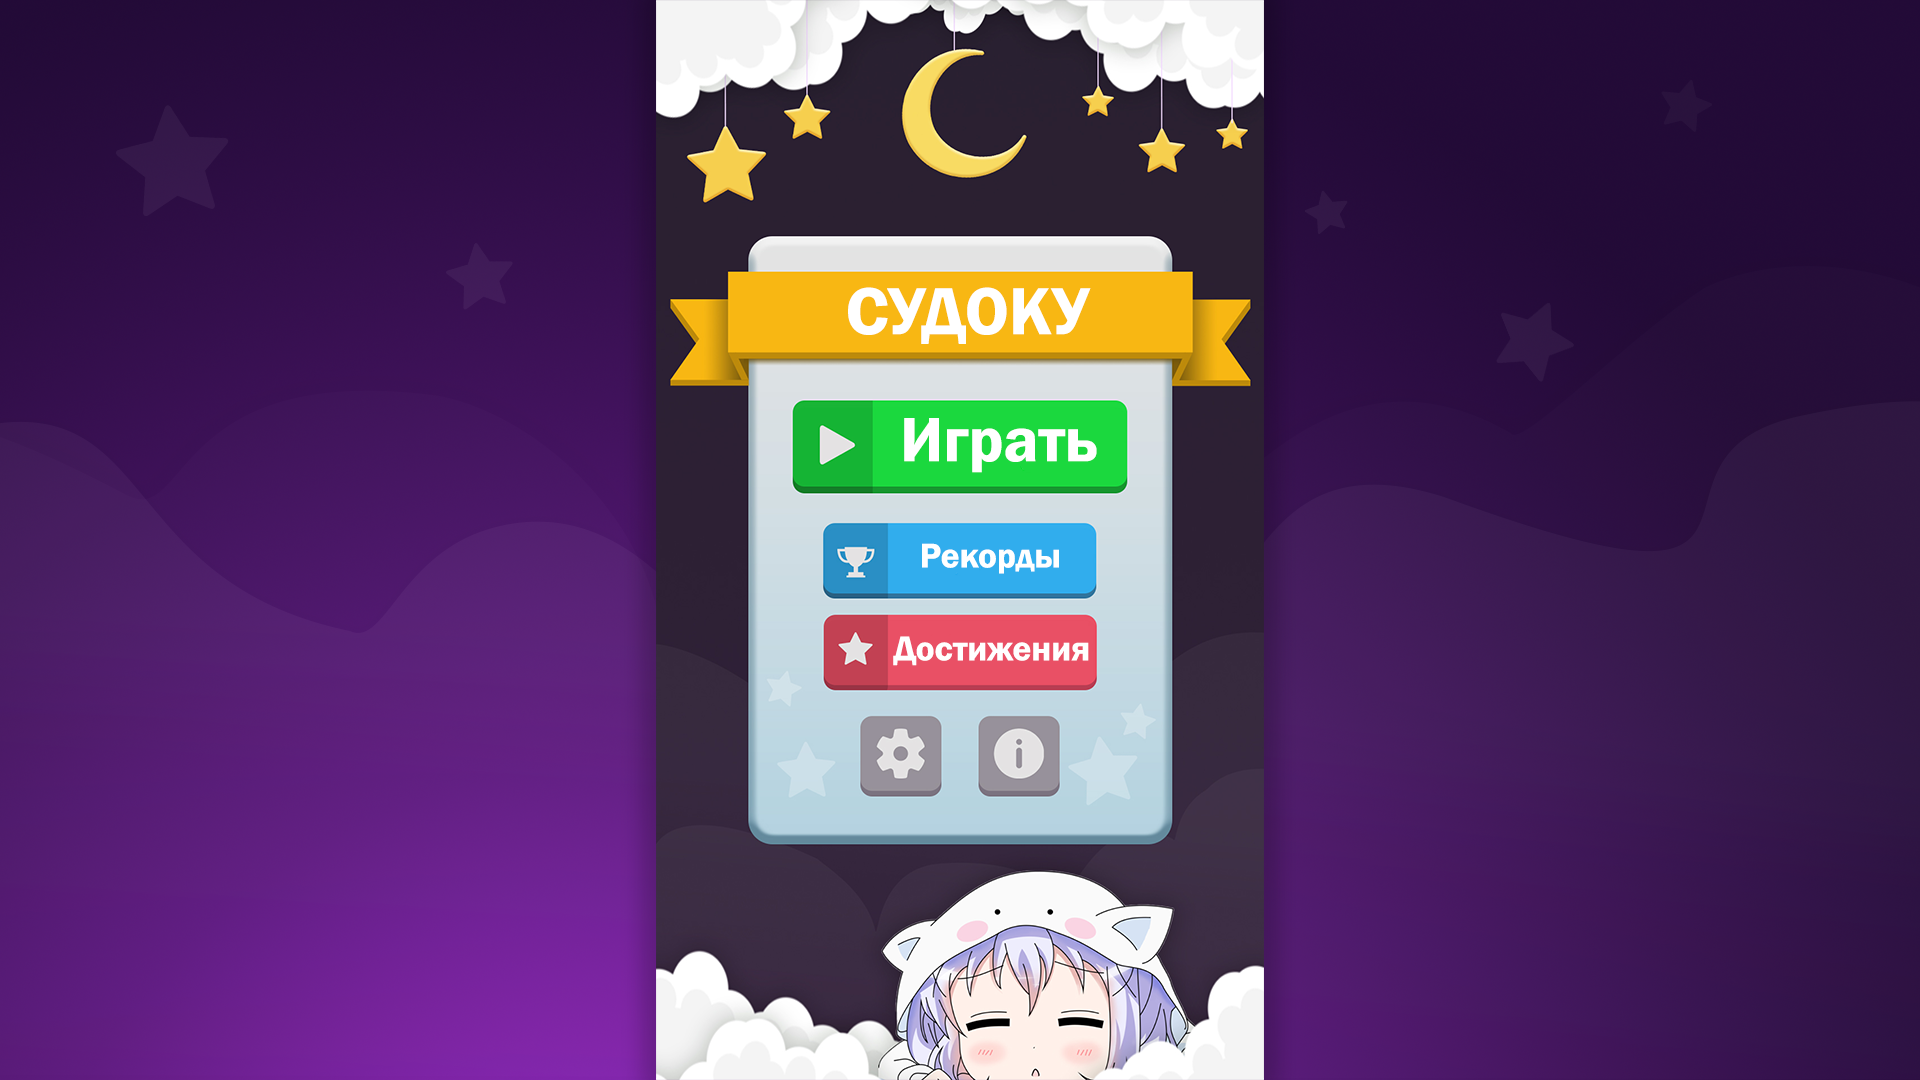 СУДОКУ
Играть
Рекорды
Достижения